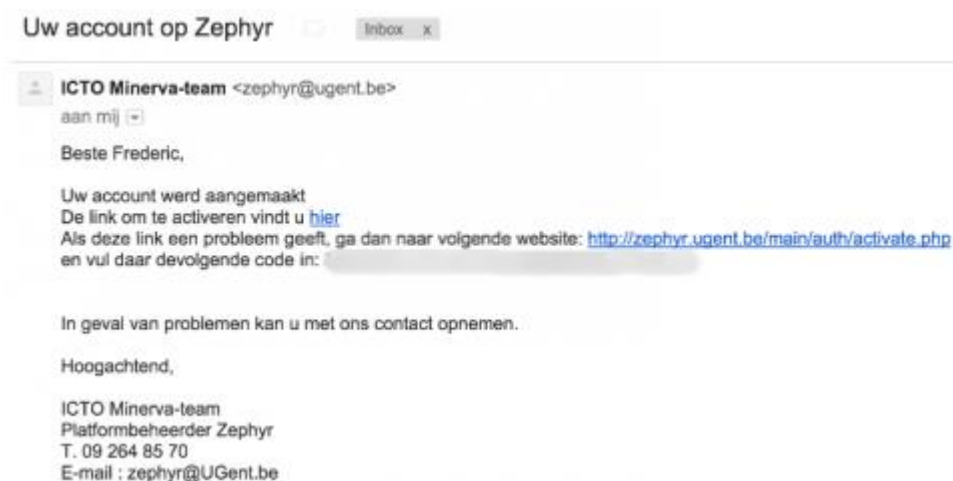 Uw account op Zephyr
Inbox x
ICTO Minerva-team <zephyr@ugent.be>
aan mij
Beste Frederic,
Uw account werd aangemaakt
De link om te activeren vindt u hier
Als deze link een probleem geeft, ga dan naar volgende website: http://zephyr.ugent.be/main/auth/activate.php
en vul daar devolgende code in:
In geval van problemen kan u met ons contact opnemen.
Hoogachtend,
ICTO Minerva-team
Platformbeheerder Zephyr
T. 09 264 85 70
E-mail : zephyr@UGent.be